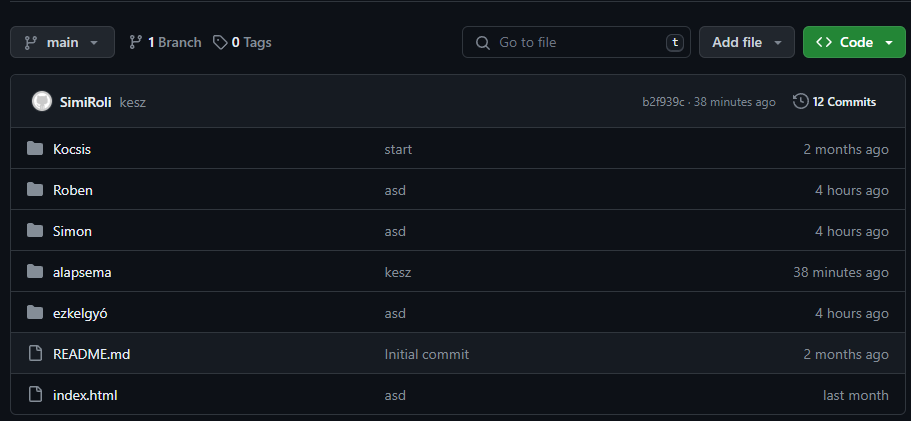 main 1 Branch 0 Tags Go to file t Add file Code
SimiRoli kesz b2f939c · 38 minutes ago 12 Commits
Kocsis start 2 months ago
Roben asd 4 hours ago
Simon asd 4 hours ago
alapsema kesz 38 minutes ago
ezkelgyó asd 4 hours ago
README.md Initial commit 2 months ago
index.html asd last month